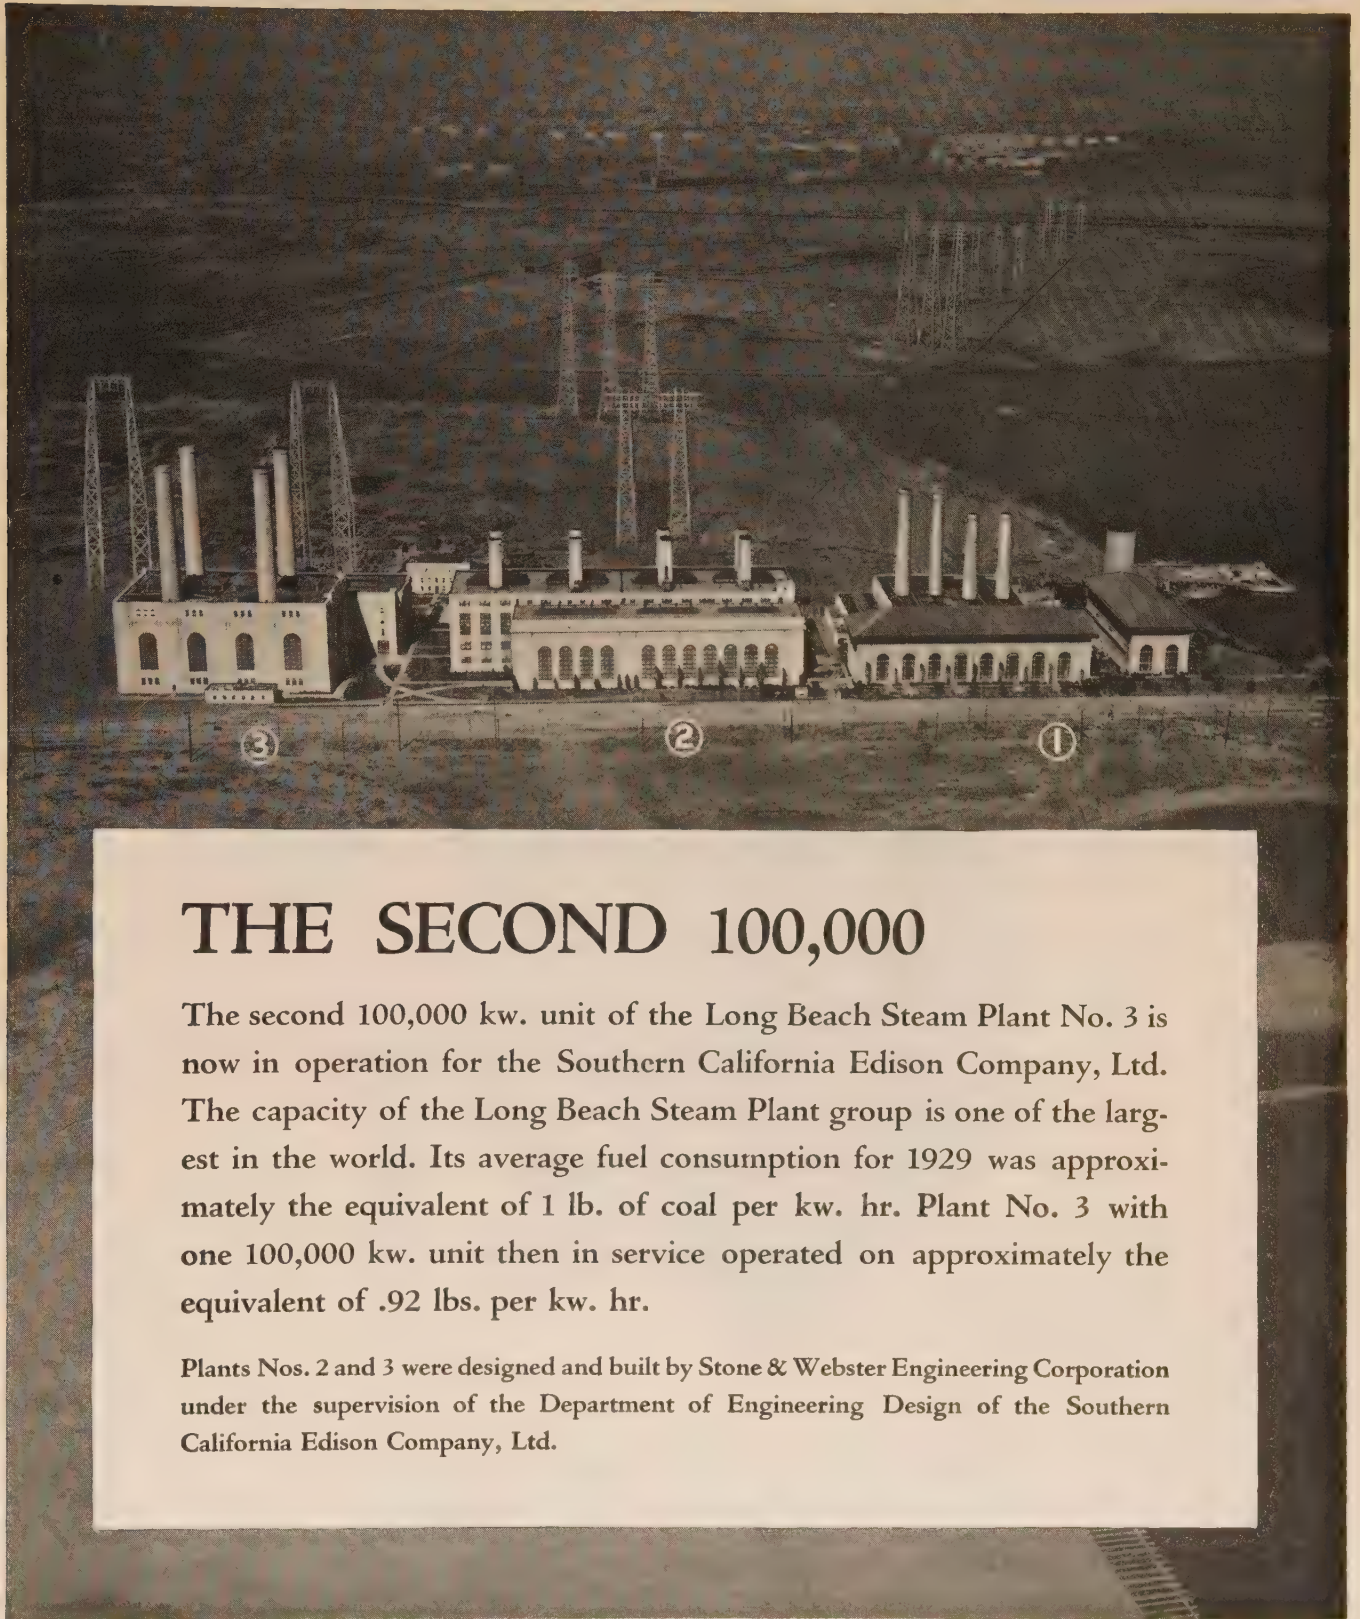 3
2
1
THE SECOND 100,000
The second 100,000 kw. unit of the Long Beach Steam Plant No. 3 is
now in operation for the Southern California Edison Company, Ltd.
The capacity of the Long Beach Steam Plant group is one of the larg-
est in the world. Its average fuel consumption for 1929 was approxi-
mately the equivalent of 1 lb. of coal per kw. hr. Plant No. 3 with
one 100,000 kw. unit then in service operated on approximately the
equivalent of .92 lbs. per kw. hr.
Plants Nos. 2 and 3 were designed and built by Stone & Webster Engineering Corporation
under the supervision of the Department of Engineering Design of the Southern
California Edison Company, Ltd.